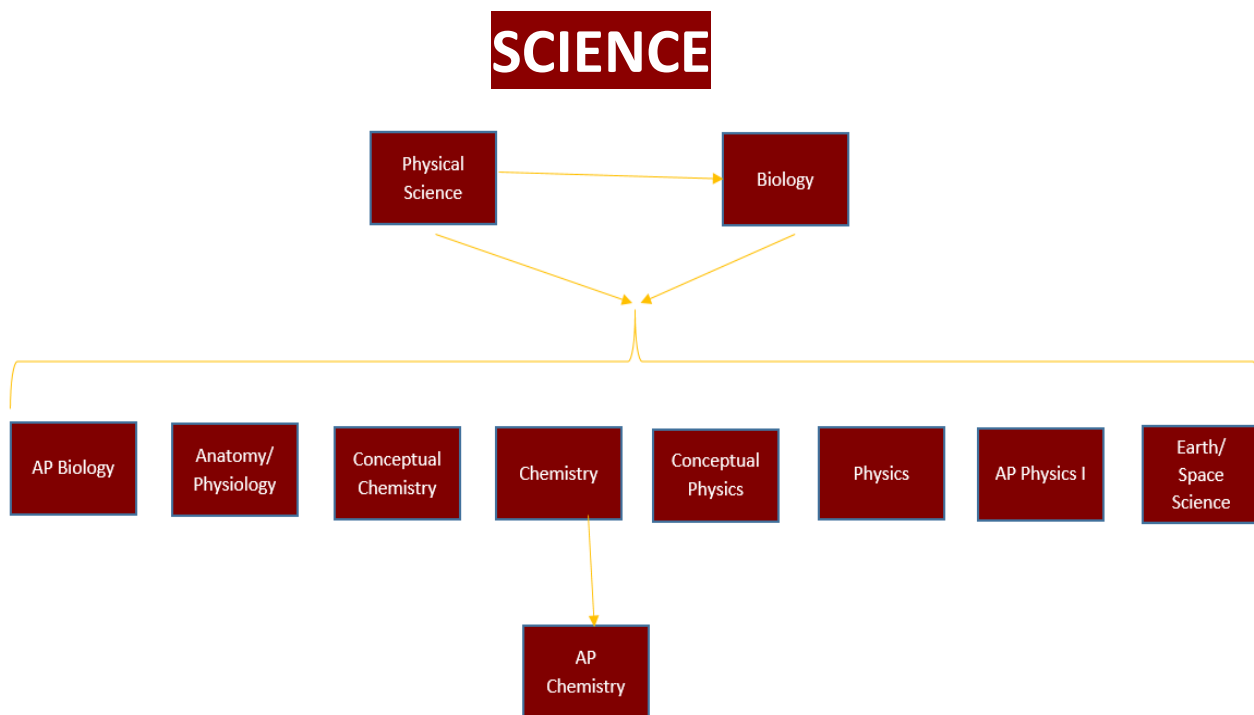 SCIENCE
Physical
Science
Biology
AP Biology
Anatomy/
Physiology
Conceptual
Chemistry
Chemistry
Conceptual
Physics
Physics
AP Physics I
Earth/
Space
Science
AP
Chemistry